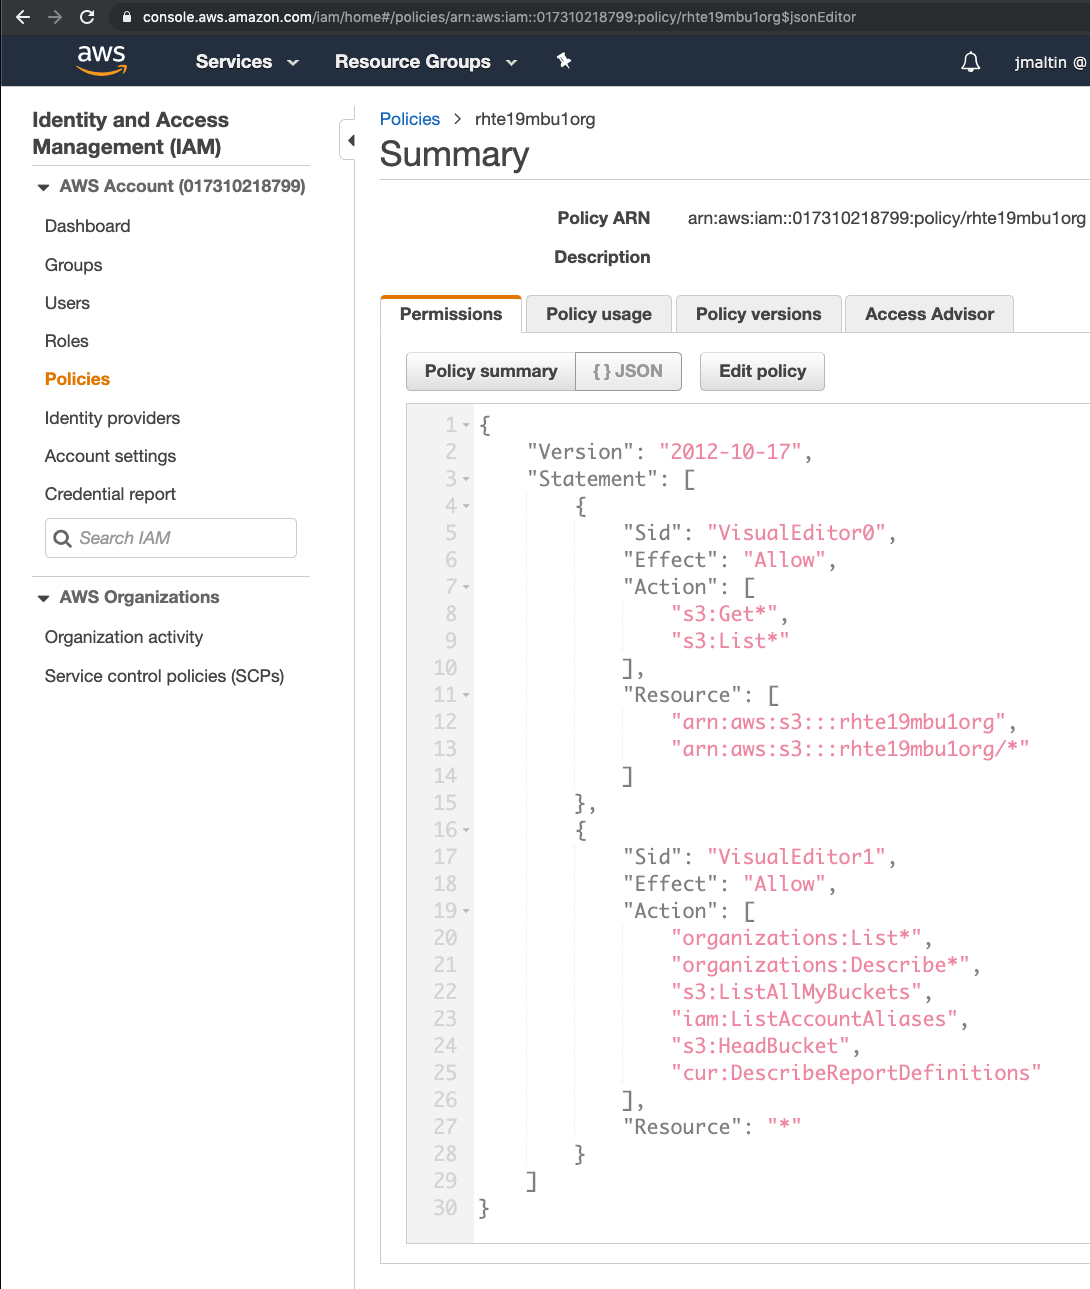 console.aws.amazon.com/iam/home#/policies/arn:aws:iam::017310218799:policy/rhte19mbu1org$jsonEditor
aws
Services
Resource Groups
jmaltin @
Identity and Access
Management (IAM)
AWS Account (017310218799)
Dashboard
Groups
Users
Roles
Policies
Identity providers
Account settings
Credential report
Search IAM
AWS Organizations
Organization activity
Service control policies (SCPs)
Policies > rhte19mbu1org
Summary
Policy ARN arn:aws:iam::017310218799:policy/rhte19mbu1org
Description
Permissions Policy usage Policy versions Access Advisor
Policy summary { } JSON Edit policy
1 {
2     "Version": "2012-10-17",
3     "Statement": [
4         {
5             "Sid": "VisualEditor0",
6             "Effect": "Allow",
7             "Action": [
8                 "s3:Get*",
9                 "s3:List*"
10             ],
11             "Resource": [
12                 "arn:aws:s3:::rhte19mbu1org",
13                 "arn:aws:s3:::rhte19mbu1org/*"
14             ]
15         },
16         {
17             "Sid": "VisualEditor1",
18             "Effect": "Allow",
19             "Action": [
20                 "organizations:List*",
21                 "organizations:Describe*",
22                 "s3:ListAllMyBuckets",
23                 "iam:ListAccountAliases",
24                 "s3:HeadBucket",
25                 "cur:DescribeReportDefinitions"
26             ],
27             "Resource": "*"
28         }
29     ]
30 }